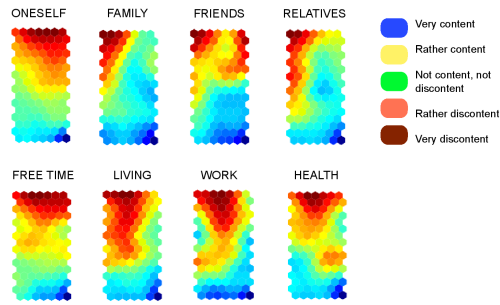 ONESELF
FAMILY
FRIENDS
RELATIVES
Very content
Rather content
Not content, not
discontent
Rather discontent
Very discontent
FREE TIME
LIVING
WORK
HEALTH